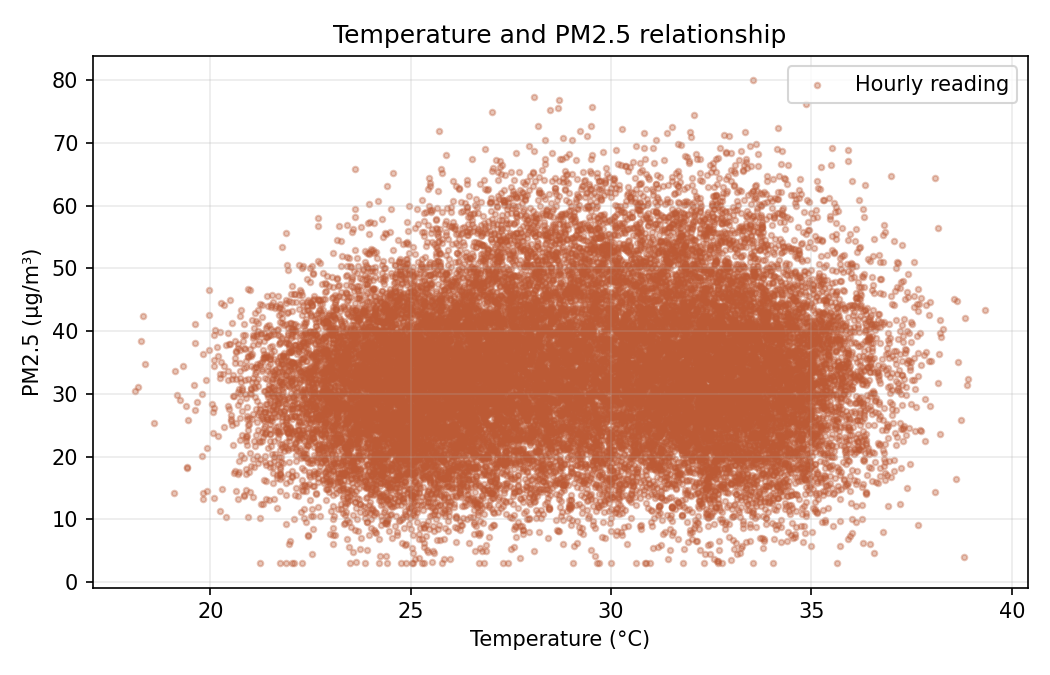 Temperature and PM2.5 relationship
Hourly reading
80
70
60
50
40
30
20
10
0
PM2.5 (µg/m³)
20 25 30 35 40
Temperature (°C)